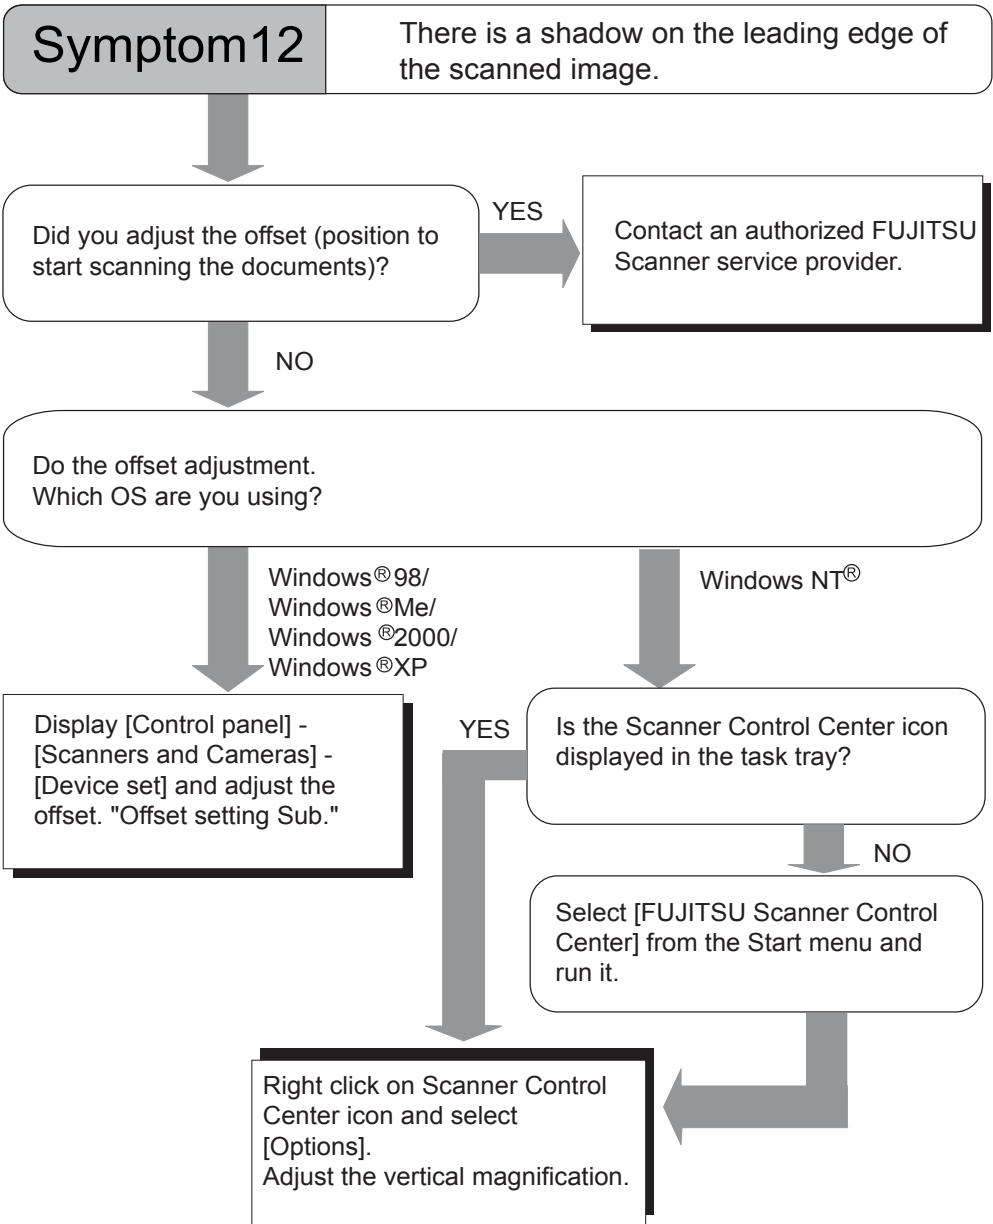 Symptom12
There is a shadow on the leading edge of
the scanned image.
Did you adjust the offset (position to
start scanning the documents)?
YES
Contact an authorized FUJITSU
Scanner service provider.
NO
Do the offset adjustment.
Which OS are you using?
Windows®98/
Windows ®Me/
Windows ®2000/
Windows®XP
Windows NT®
Display [Control panel] -
[Scanners and Cameras] -
[Device set] and adjust the
offset. "Offset setting Sub."
YES
Is the Scanner Control Center icon
displayed in the task tray?
NO
Select [FUJITSU Scanner Control
Center] from the Start menu and
run it.
Right click on Scanner Control
Center icon and select
[Options].
Adjust the vertical magnification.